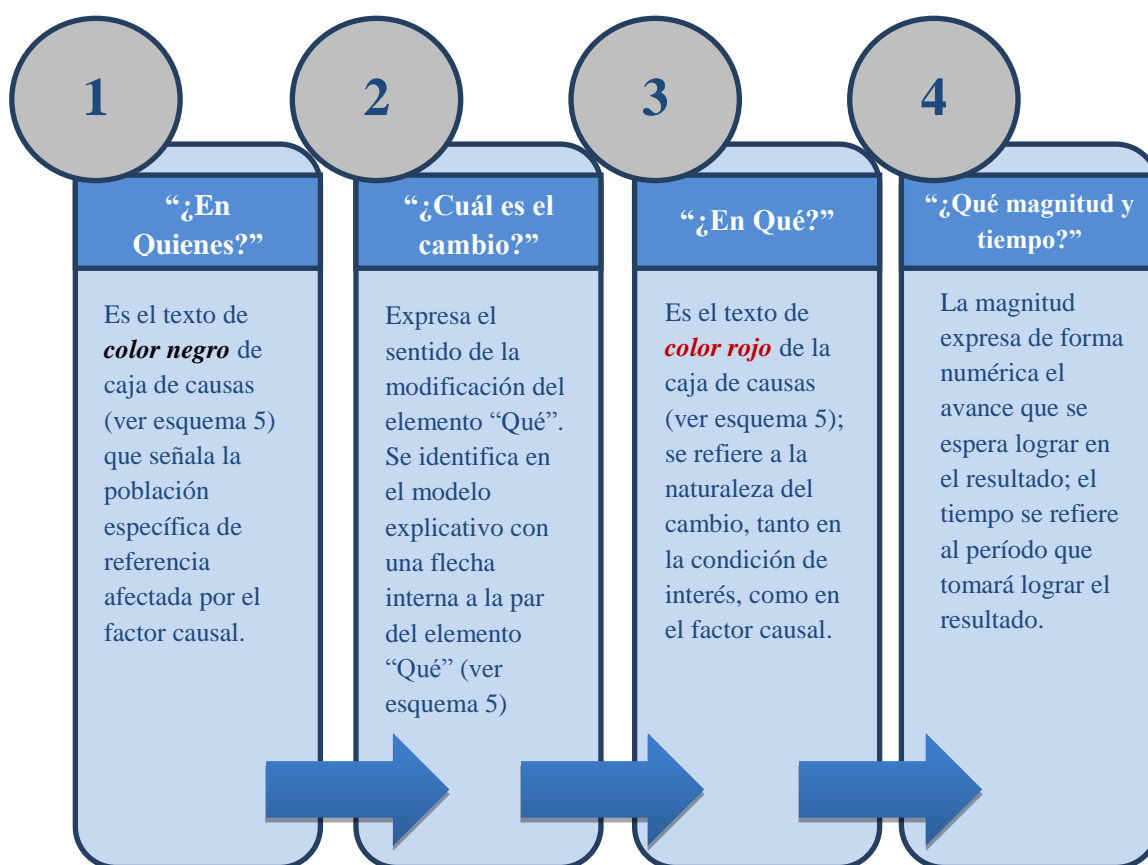 1
“¿En
Quienes?”
Es el texto de
color negro de
caja de causas
(ver esquema 5)
que señala la
población
específica de
referencia
afectada por el
factor causal.
2
“¿Cuál es el
cambio?”
Expresa el
sentido de la
modificación del
elemento “Qué”.
Se identifica en
el modelo
explicativo con
una flecha
interna a la par
del elemento
“Qué” (ver
esquema 5)
3
“¿En Qué?”
Es el texto de
color rojo de la
caja de causas
(ver esquema 5);
se refiere a la
naturaleza del
cambio, tanto en
la condición de
interés, como en
el factor causal.
4
“¿Qué magnitud y
tiempo?”
La magnitud
expresa de forma
numérica el
avance que se
espera lograr en
el resultado; el
tiempo se refiere
al período que
tomará lograr el
resultado.